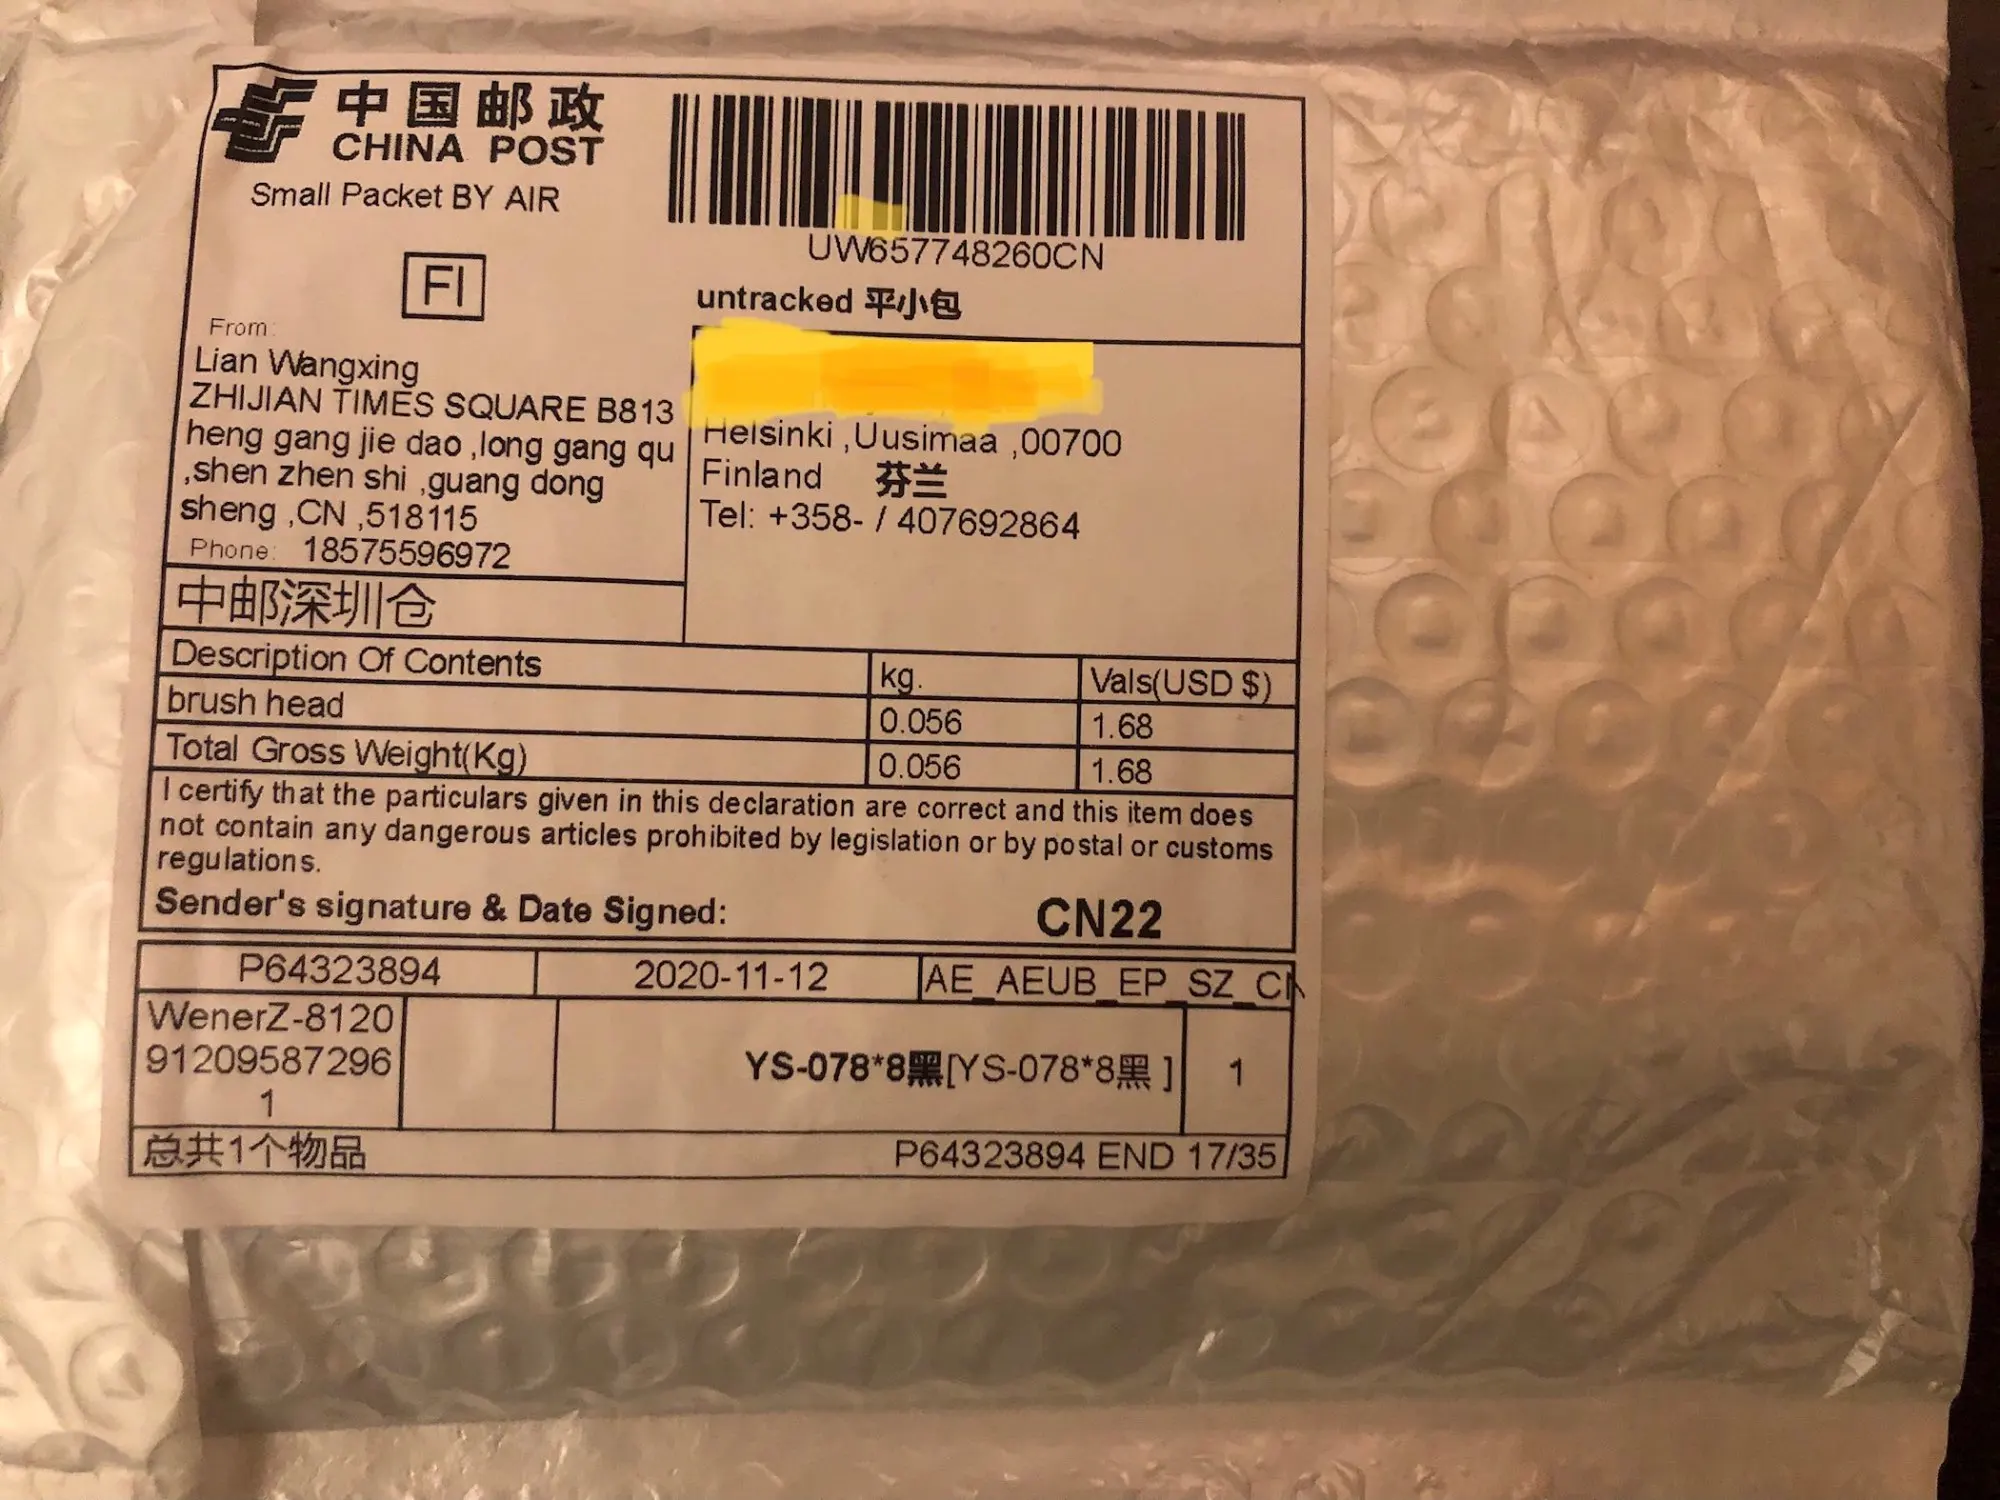 中国邮政
CHINA POST
Small Packet BY AIR
UW657748260CN
untracked 平小包
FI
From:
Lian Wangxing
ZHIJIAN TIMES SQUARE B813
heng gang jie dao ,long gang qu
,shen zhen shi ,guang dong
sheng ,CN ,518115
Phone: 18575596972
Helsinki ,Uusimaa ,00700
Finland 芬兰
Tel: +358- / 407692864
中邮深圳仓
Description Of Contents kg. Vals(USD $)
brush head 0.056 1.68
Total Gross Weight(Kg) 0.056 1.68
I certify that the particulars given in this declaration are correct and this item does
not contain any dangerous articles prohibited by legislation or by postal or customs
regulations.
Sender's signature & Date Signed: CN22
P64323894 2020-11-12 AE_AEUB_EP_SZ_CN
WenerZ-8120
91209587296
1
YS-078*8黑[YS-078*8黑 ] 1
总共1个物品 P64323894 END 17/35